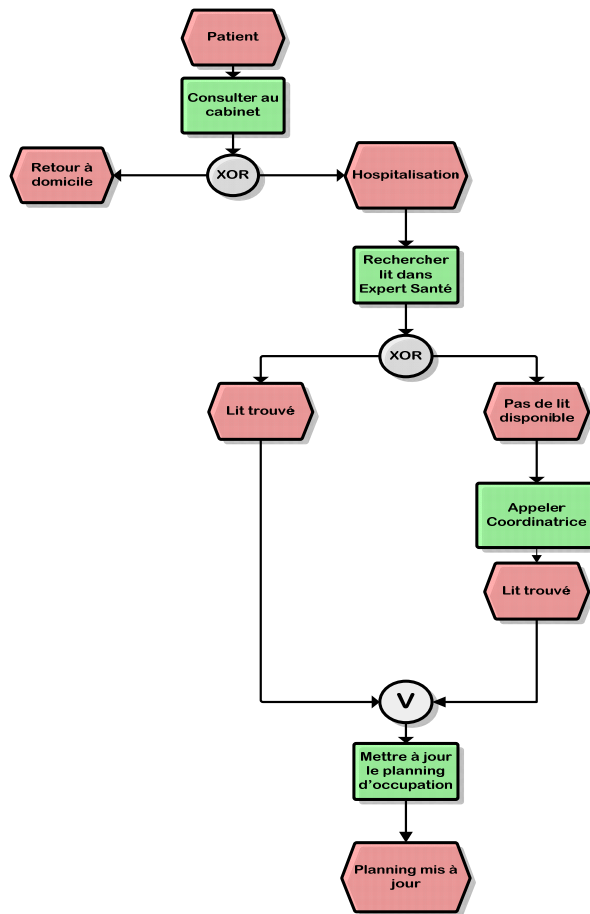 Patient
Consulter au
cabinet
Retour à
domicile
XOR
Hospitalisation
Rechercher
lit dans
Expert Santé
XOR
Lit trouvé
Pas de lit
disponible
Appeler
Coordinatrice
Lit trouvé
V
Mettre à jour
le planning
d'occupation
Planning mis à
jour